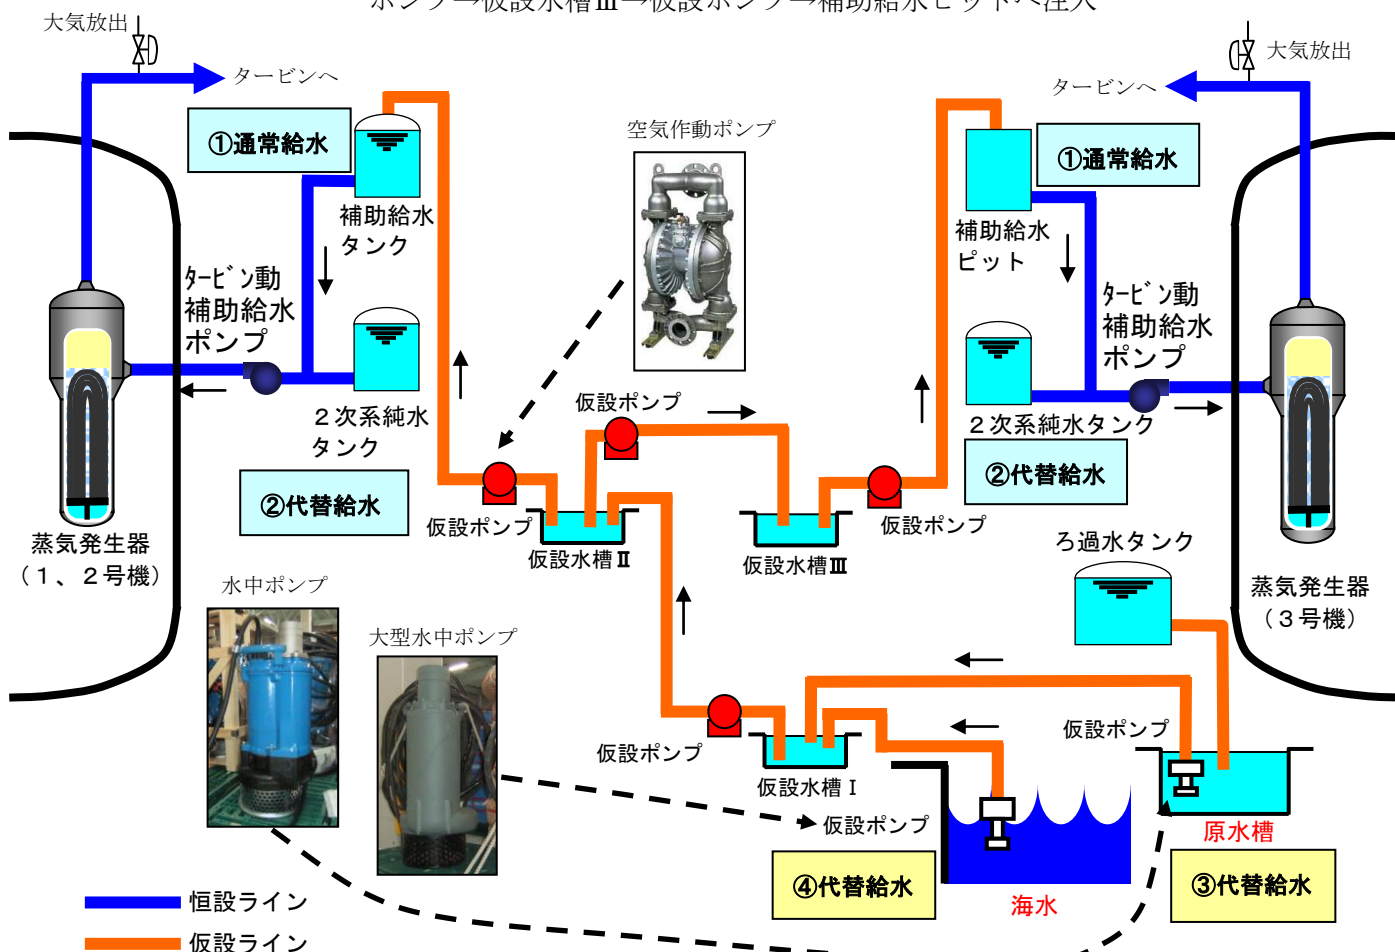 ポンプ→仮設水槽Ⅲ→仮設ポンプ→補助給水ピットへ注入
大気放出
タービンへ
①通常給水
補助給水
タンク
ﾀｰﾋﾞﾝ動
補助給水
ポンプ
２次系純水
タンク
②代替給水
蒸気発生器
（１、２号機）
空気作動ポンプ
仮設ポンプ
仮設ポンプ
仮設水槽Ⅱ
仮設水槽Ⅲ
仮設ポンプ
大気放出
タービンへ
①通常給水
補助給水
ピット
ﾀｰﾋﾞﾝ動
補助給水
ポンプ
２次系純水タンク
②代替給水
ろ過水タンク
蒸気発生器
（３号機）
水中ポンプ
大型水中ポンプ
仮設ポンプ
仮設水槽Ⅰ
仮設ポンプ
仮設ポンプ
原水槽
④代替給水
海水
③代替給水
恒設ライン
仮設ライン